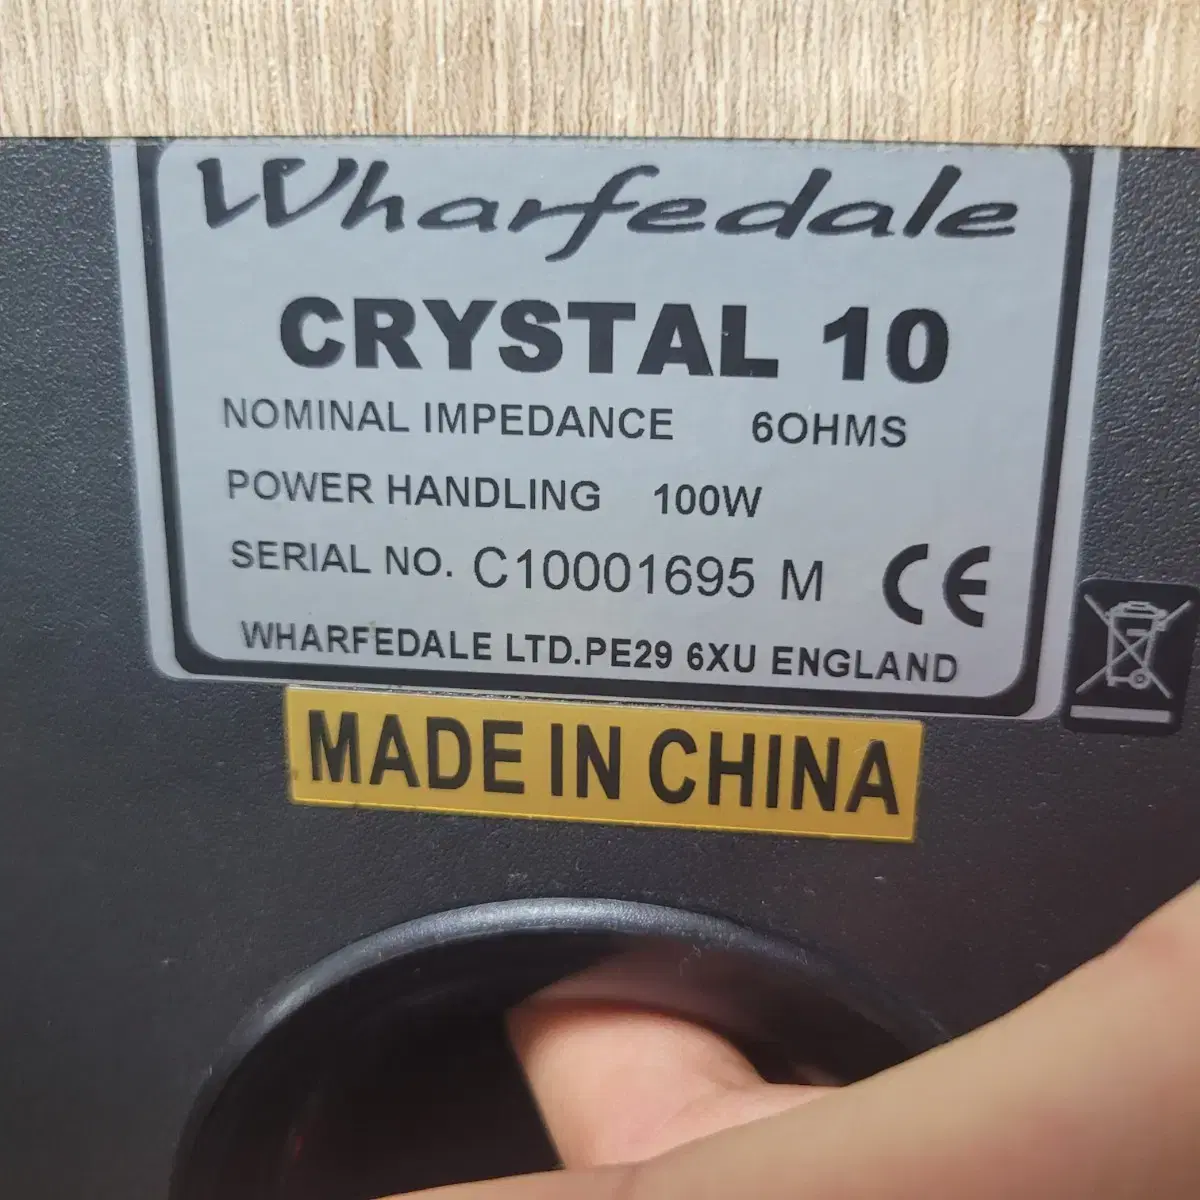 Wharfedale
CRYSTAL 10
NOMINAL IMPEDANCE 6OHMS
POWER HANDLING 100W
SERIAL NO. C10001695 M CE
WHARFEDALE LTD.PE29 6XU ENGLAND
MADE IN CHINA